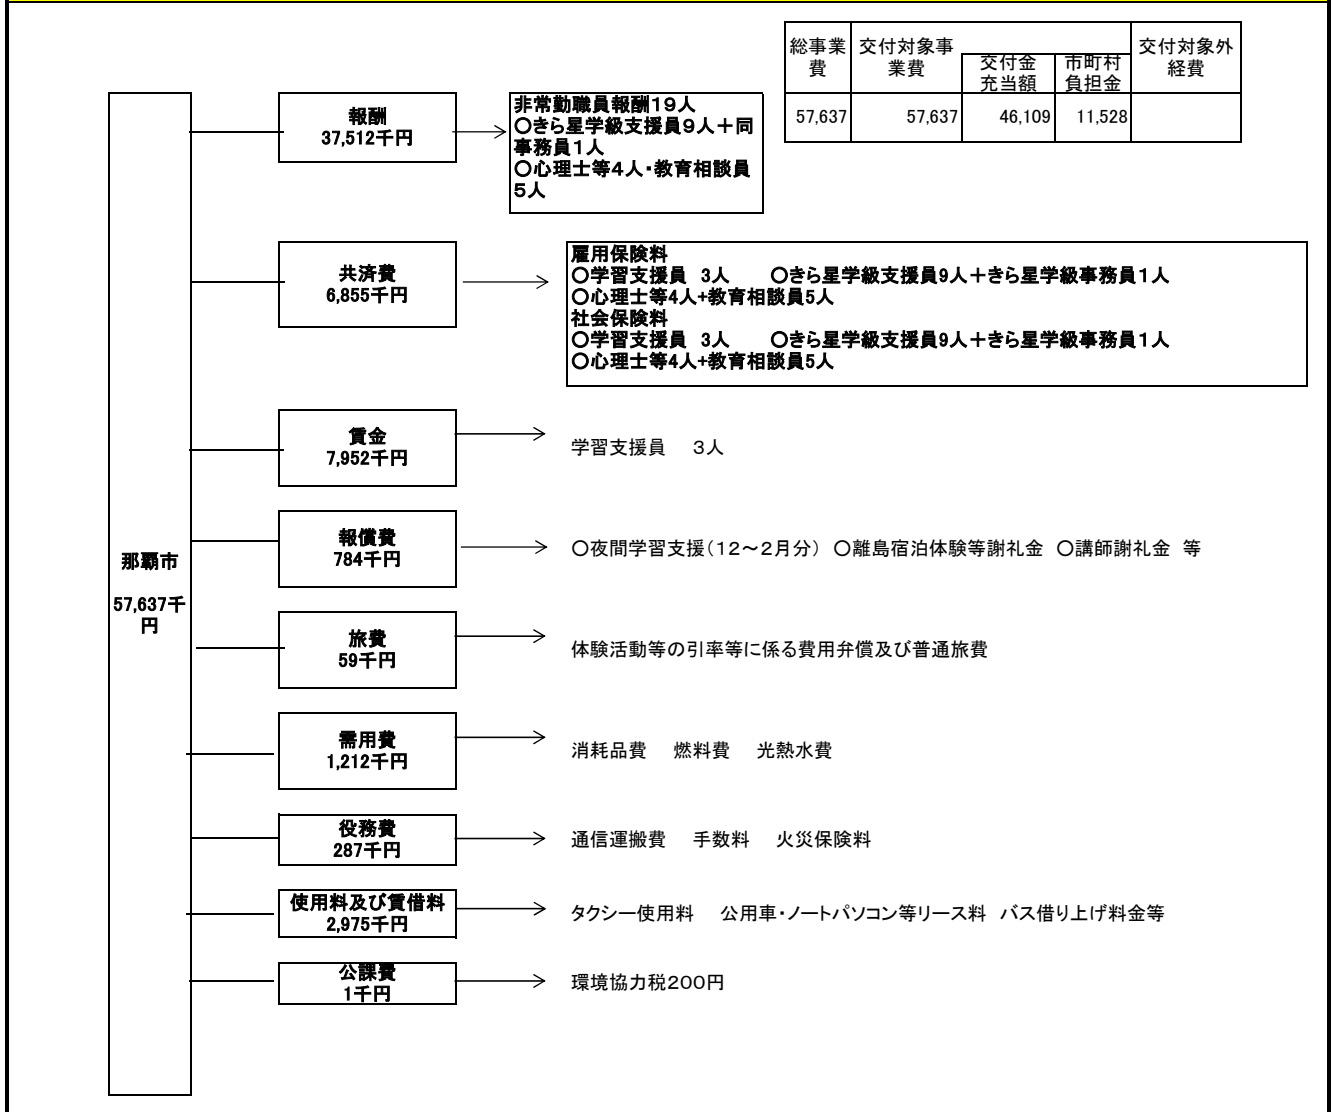 総事業
費
交付対象事
業費
交付金
充当額
市町村
負担金
交付対象外
経費
57,637
57,637
46,109
11,528
報酬
37,512千円
非常勤職員報酬19人
〇きら星学級支援員9人＋同
事務員1人
〇心理士等4人・教育相談員
5人
共済費
6,855千円
雇用保険料
〇学習支援員 3人 〇きら星学級支援員9人＋きら星学級事務員1人
〇心理士等4人+教育相談員5人
社会保険料
〇学習支援員 3人 〇きら星学級支援員9人＋きら星学級事務員1人
〇心理士等4人+教育相談員5人
賃金
7,952千円
学習支援員 3人
報償費
784千円
〇夜間学習支援（12～2月分） 〇離島宿泊体験等謝礼金 〇講師謝礼金 等
那覇市
57,637千
円
旅費
59千円
体験活動等の引率等に係る費用弁償及び普通旅費
需用費
1,212千円
消耗品費 燃料費 光熱水費
役務費
287千円
通信運搬費 手数料 火災保険料
使用料及び賃借料
2,975千円
タクシー使用料 公用車・ノートパソコン等リース料 バス借り上げ料金等
公課費
1千円
環境協力税200円